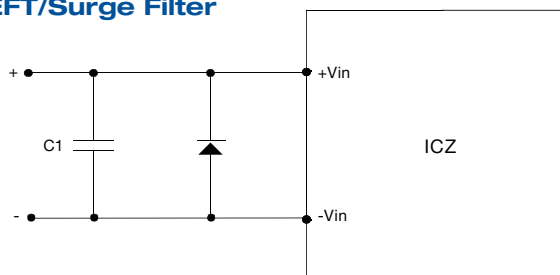 EFT/Surge Filter
+
+Vin
C1
ICZ
-
-Vin